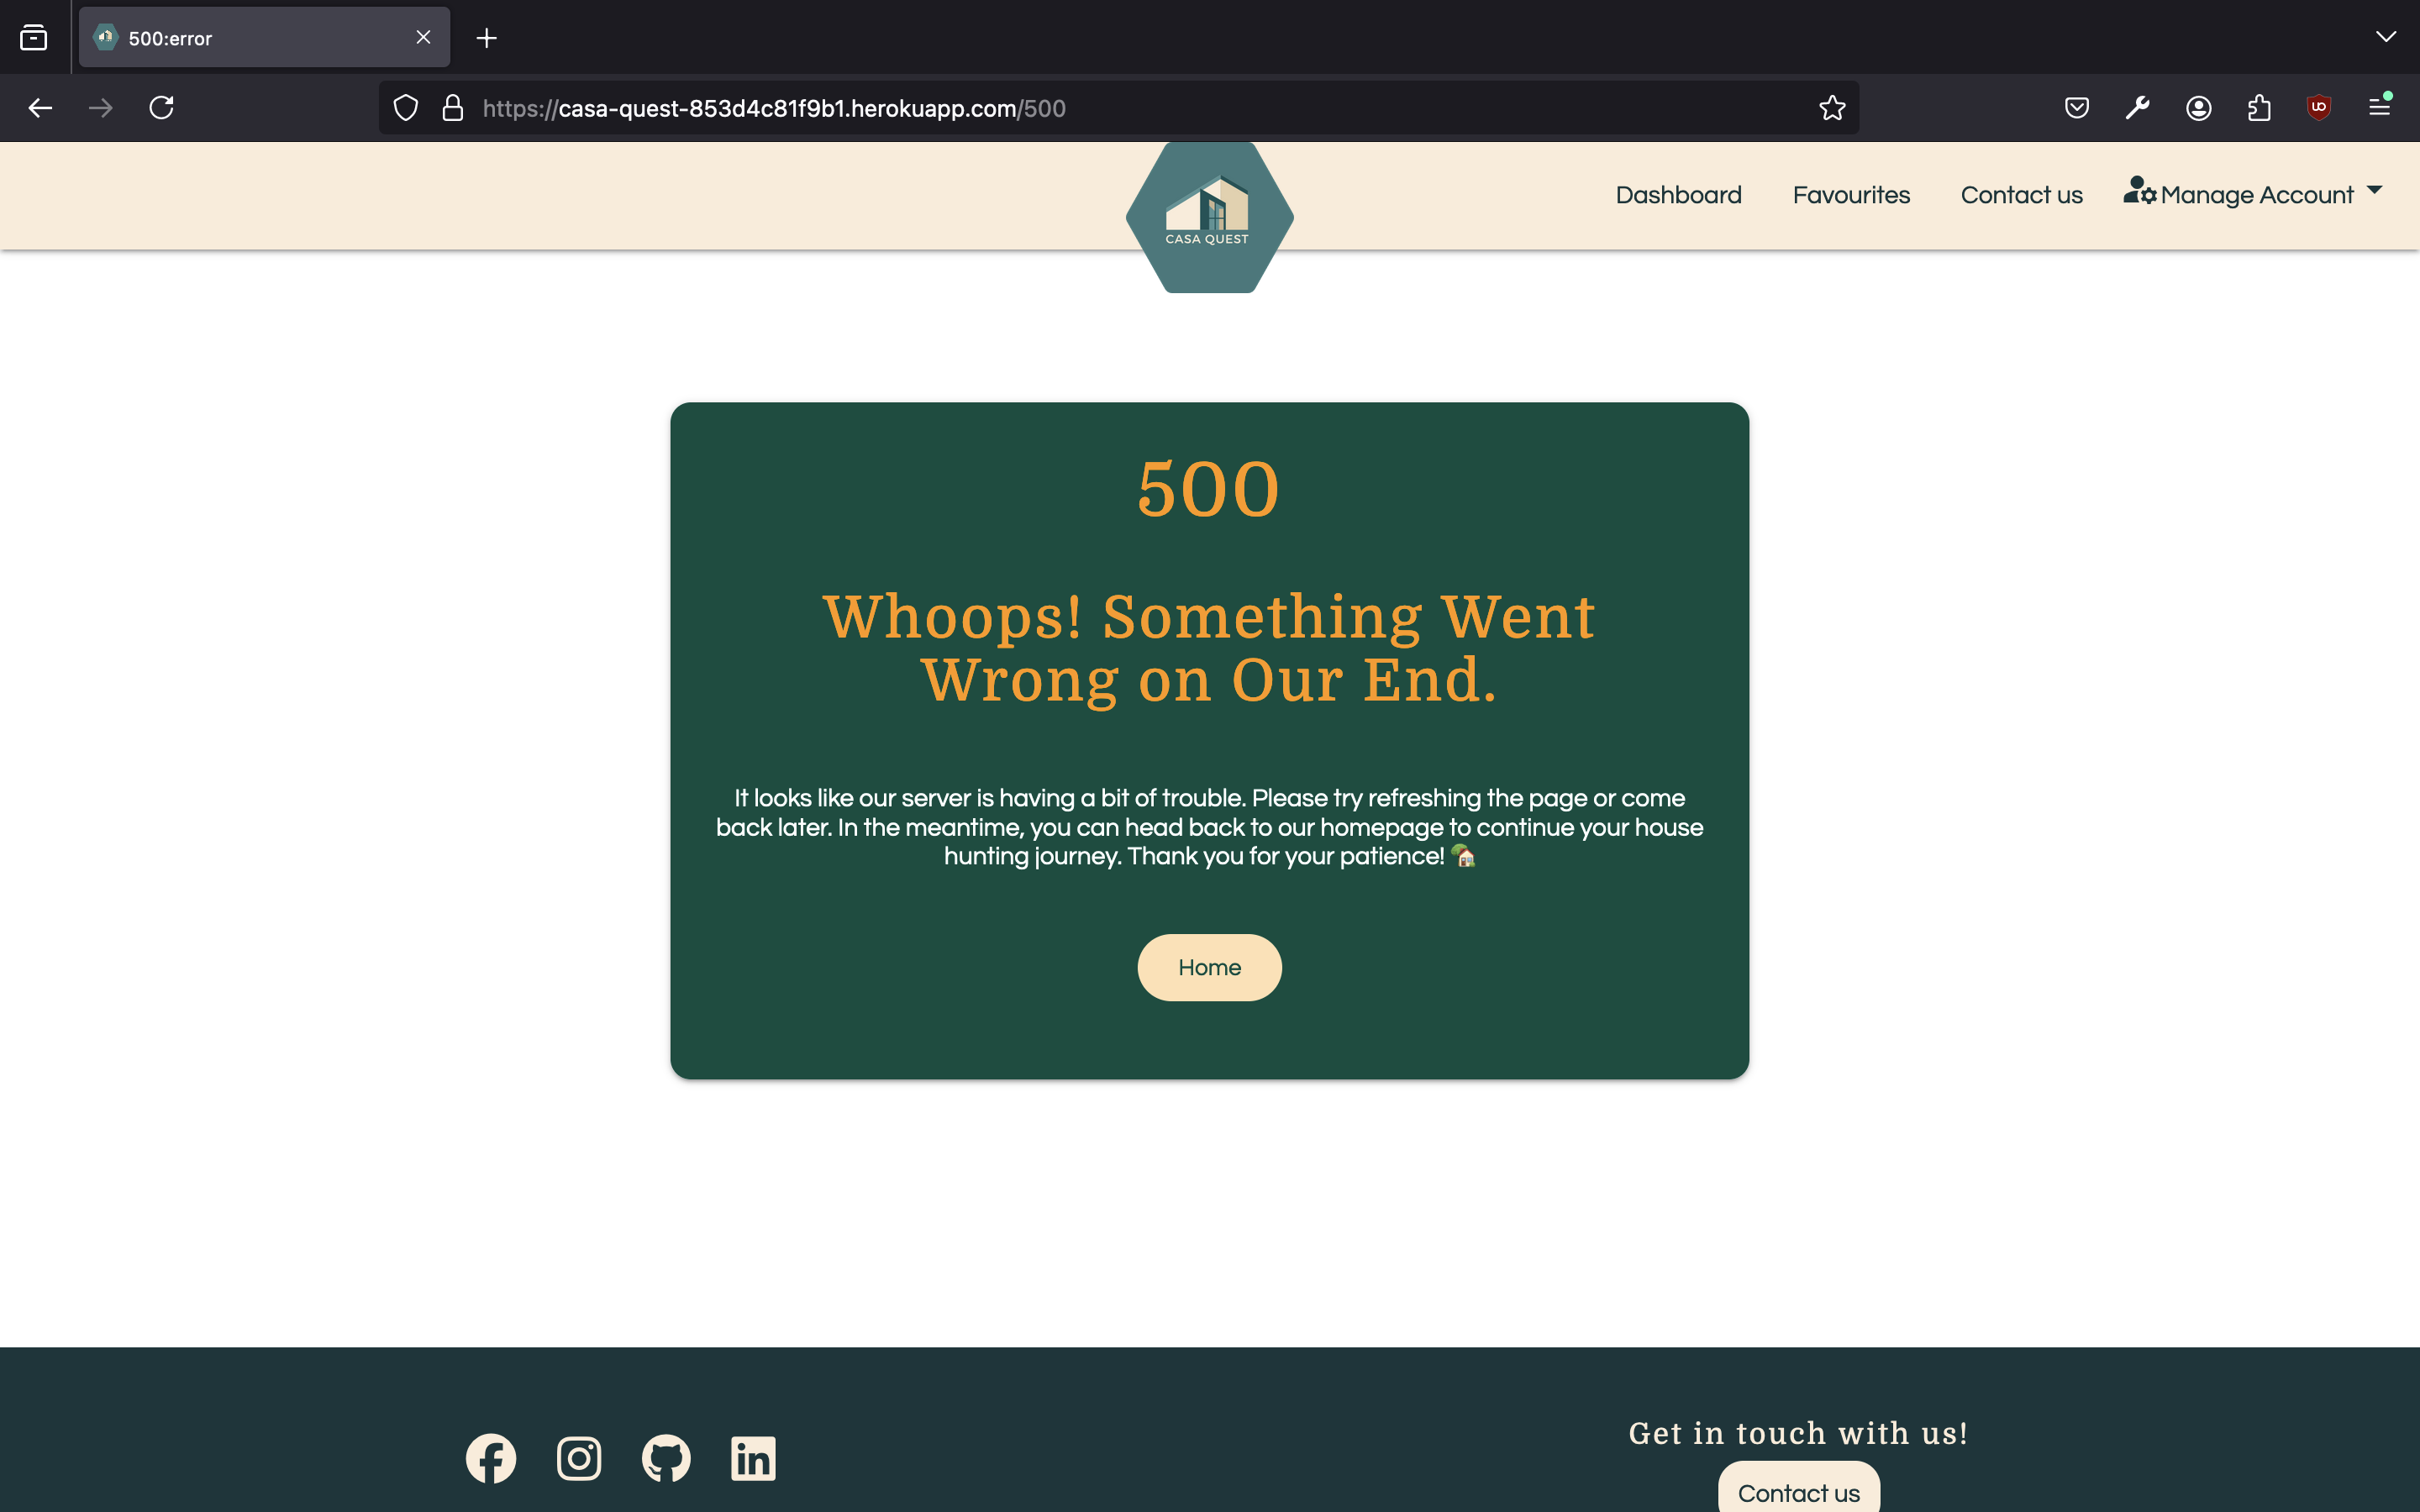 500:error
https://casa-quest-853d4c81f9b1.herokuapp.com/500
CASA QUEST
Dashboard
Favourites
Contact us
Manage Account
500
Whoops! Something Went
Wrong on Our End.
It looks like our server is having a bit of trouble. Please try refreshing the page or come
back later. In the meantime, you can head back to our homepage to continue your house
hunting journey. Thank you for your patience! 🏡
Home
Get in touch with us!
Contact us